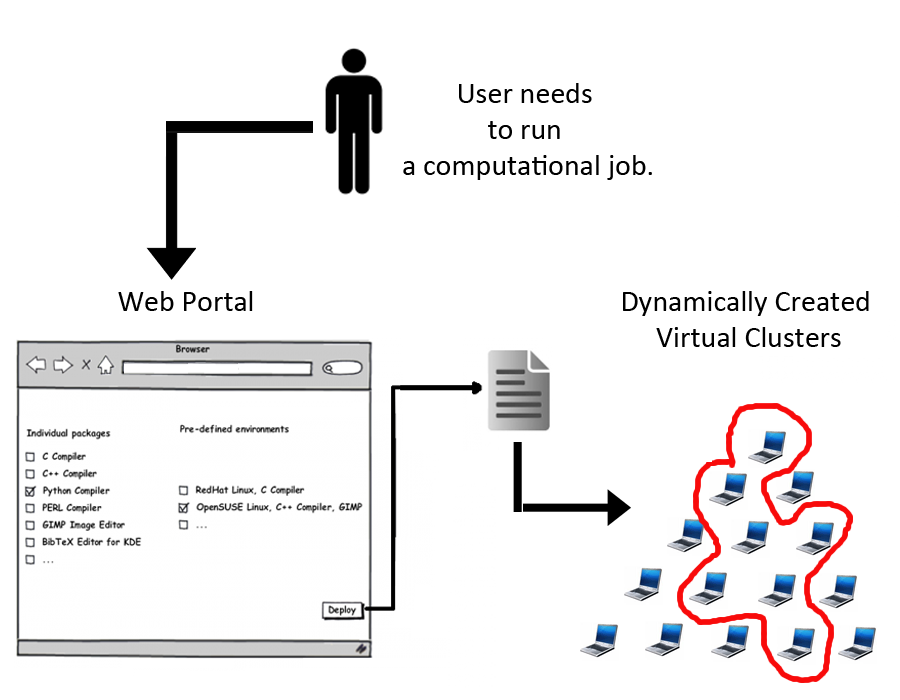 User needs
to run
a computational job.
Web Portal
Dynamically Created
Virtual Clusters
Browser
X
Individual packages
C Compiler
C++ Compiler
Python Compiler
PERL Compiler
GIMP Image Editor
BibTeX Editor for KDE
...
Pre-defined environments
RedHat Linux, C Compiler
OpenSUSE Linux, C++ Compiler, GIMP
...
Deploy